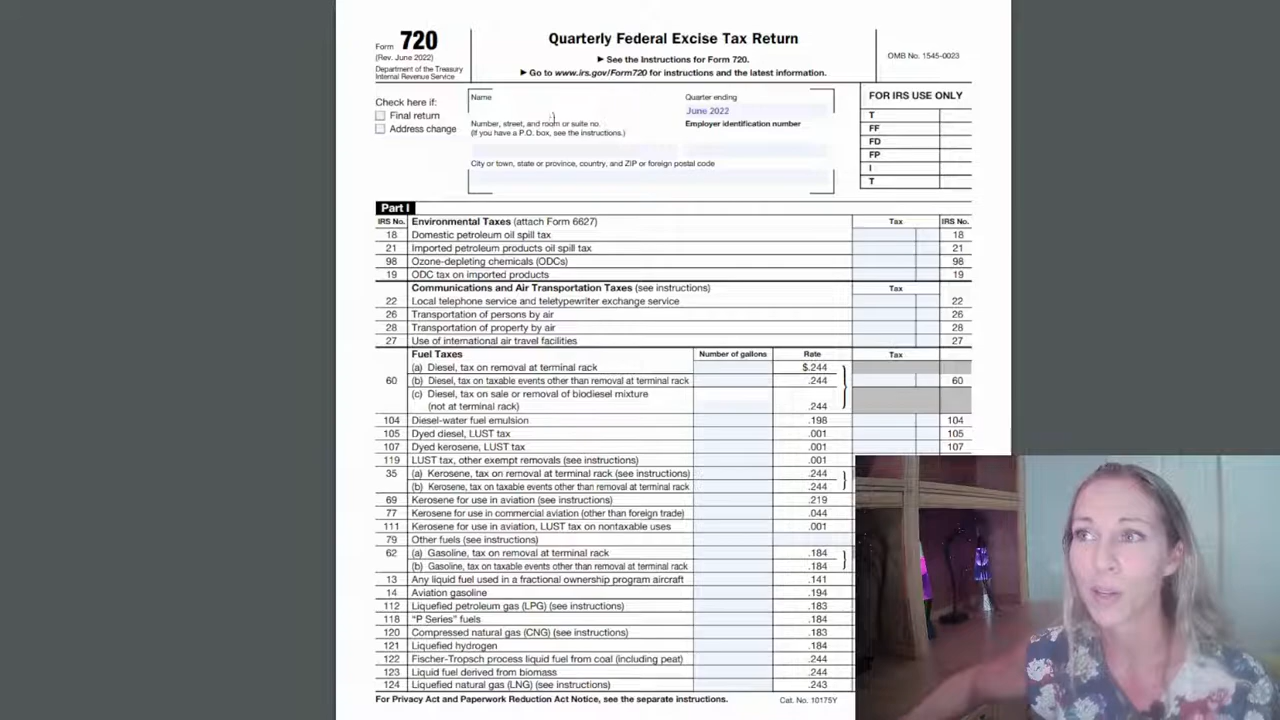 Form 720
(Rev. June 2022)
Department of the Treasury
Internal Revenue Service
Quarterly Federal Excise Tax Return
▶ See the Instructions for Form 720.
▶ Go to www.irs.gov/Form720 for instructions and the latest information.
OMB No. 1545-0023
Check here if:
Final return
Address change
Name
Quarter ending
June 2022
Number, street, and room or suite no.
(If you have a P.O. box, see the instructions.)
Employer identification number
City or town, state or province, country, and ZIP or foreign postal code
FOR IRS USE ONLY
T
FF
FD
FP
I
T
Part I
IRS No. Environmental Taxes (attach Form 6627) Tax IRS No.
18 Domestic petroleum oil spill tax 18
21 Imported petroleum products oil spill tax 21
98 Ozone-depleting chemicals (ODCs) 98
19 ODC tax on imported products 19
Communications and Air Transportation Taxes (see instructions) Tax
22 Local telephone service and teletypewriter exchange service 22
26 Transportation of persons by air 26
28 Transportation of property by air 28
27 Use of international air travel facilities 27
Fuel Taxes Number of gallons Rate Tax
(a) Diesel, tax on removal at terminal rack $.244
60 (b) Diesel, tax on taxable events other than removal at terminal rack .244 60
(c) Diesel, tax on sale or removal of biodiesel mixture
(not at terminal rack) .244
104 Diesel-water fuel emulsion .198 104
105 Dyed diesel, LUST tax .001 105
107 Dyed kerosene, LUST tax .001 107
119 LUST tax, other exempt removals (see instructions) .001
35 (a) Kerosene, tax on removal at terminal rack (see instructions) .244
(b) Kerosene, tax on taxable events other than removal at terminal rack .244
69 Kerosene for use in aviation (see instructions) .219
77 Kerosene for use in commercial aviation (other than foreign trade) .044
111 Kerosene for use in aviation, LUST tax on nontaxable uses .001
79 Other fuels (see instructions)
62 (a) Gasoline, tax on removal at terminal rack .184
(b) Gasoline, tax on taxable events other than removal at terminal rack .184
13 Any liquid fuel used in a fractional ownership program aircraft .141
14 Aviation gasoline .194
112 Liquefied petroleum gas (LPG) (see instructions) .183
118 "P Series" fuels .184
120 Compressed natural gas (CNG) (see instructions) .183
121 Liquefied hydrogen .184
122 Fischer-Tropsch process liquid fuel from coal (including peat) .244
123 Liquid fuel derived from biomass .244
124 Liquefied natural gas (LNG) (see instructions) .243
For Privacy Act and Paperwork Reduction Act Notice, see the separate instructions. Cat. No. 10175Y